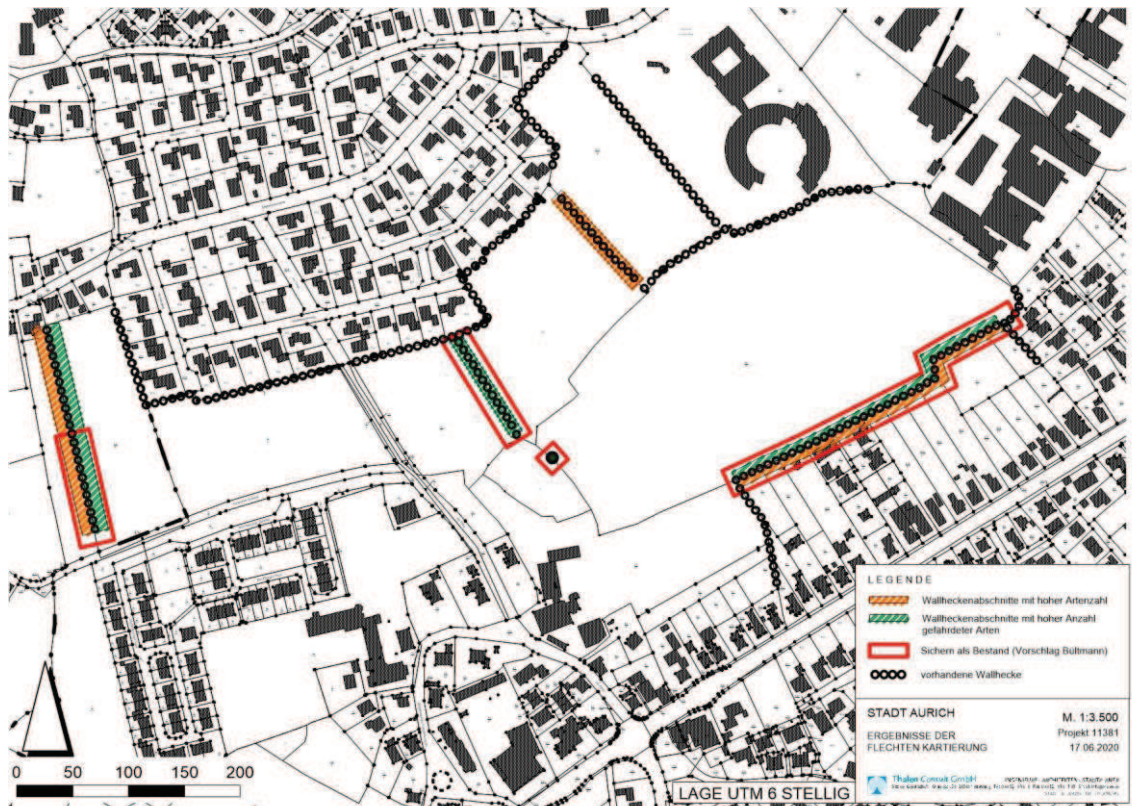 LEGENDE
Wallheckenabschnitte mit hoher Artenzahl
Wallheckenabschnitte mit hoher Anzahl
gefährdeter Arten
Sichern als Bestand (Vorschlag Bültmann)
vorhandene Wallhecke
STADT AURICH
M. 1:3.500
ERGEBNISSE DER
Projekt 11381
FLECHTEN KARTIERUNG
17.06.2020
Thalen Consult GmbH
0 50 100 150 200
LAGE UTM 6 STELLIG